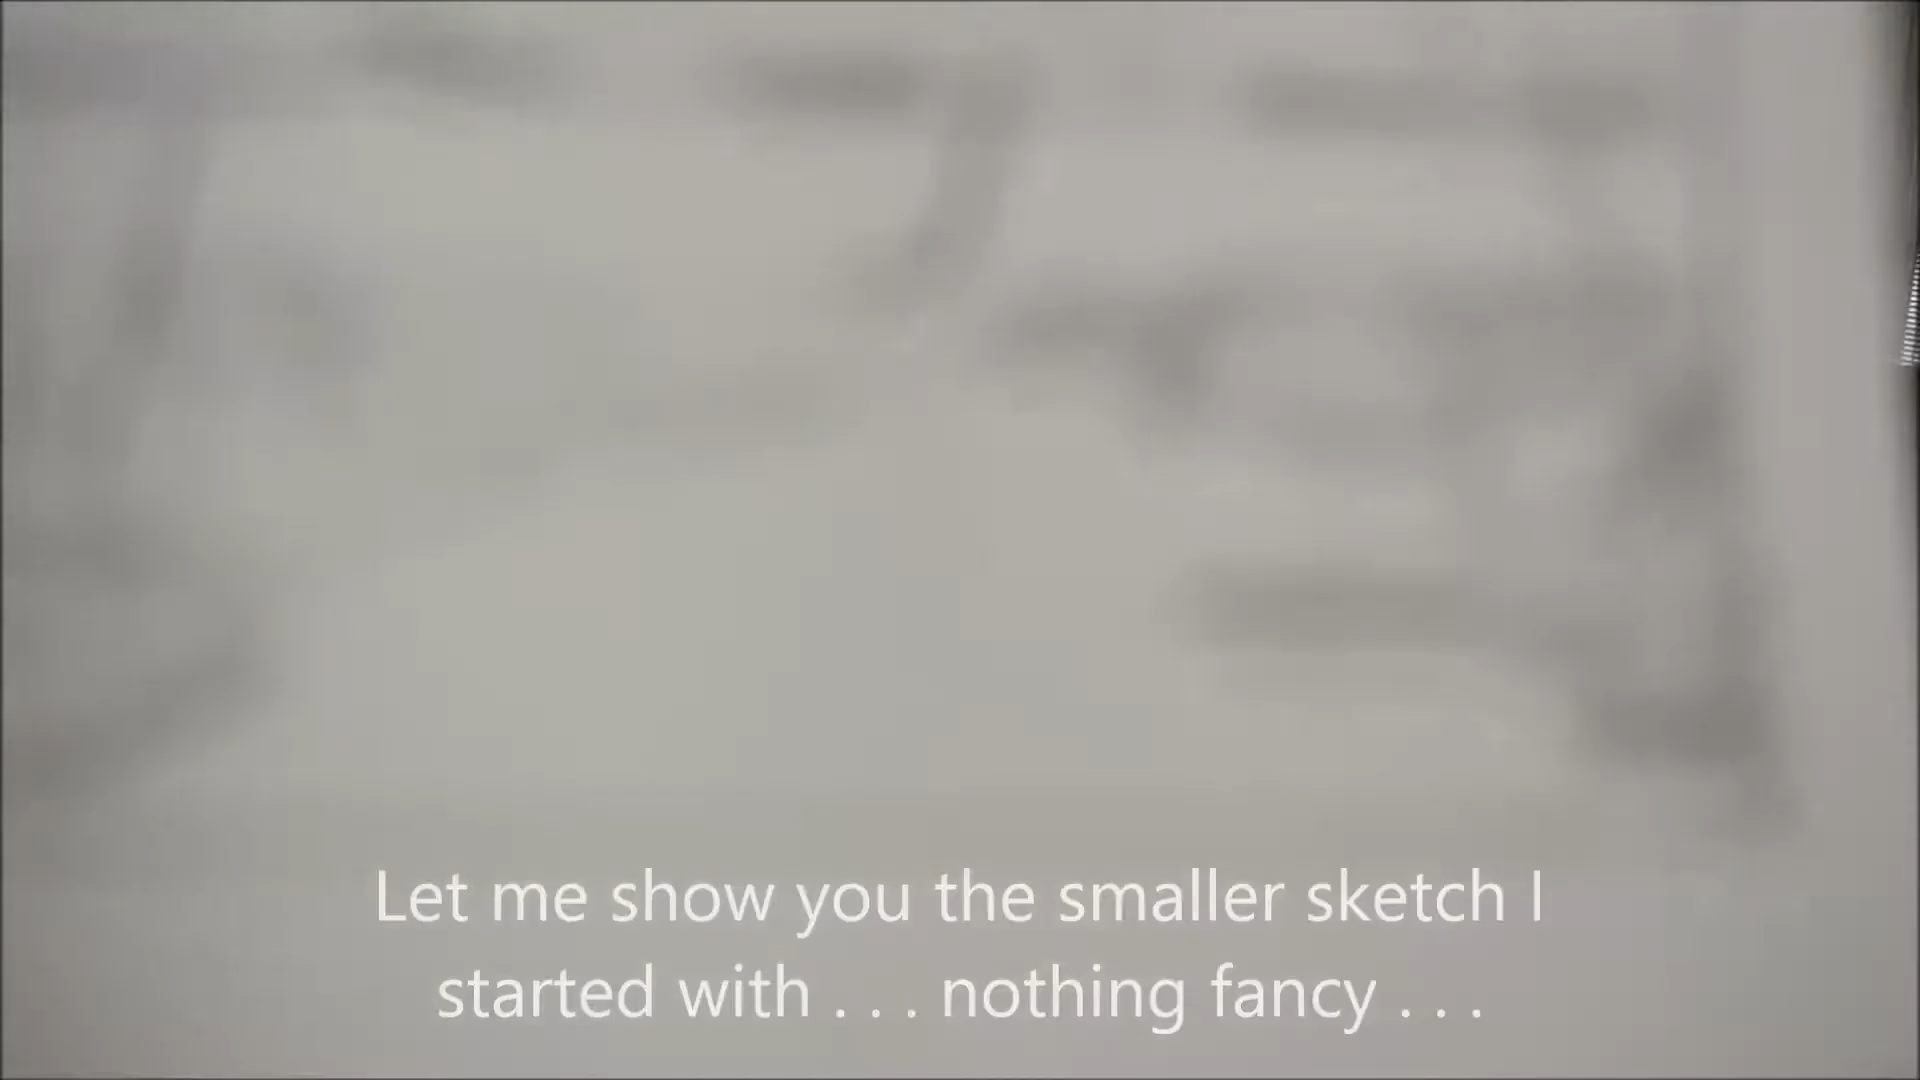 Let me show you the smaller sketch I
started with . . . nothing fancy . . .